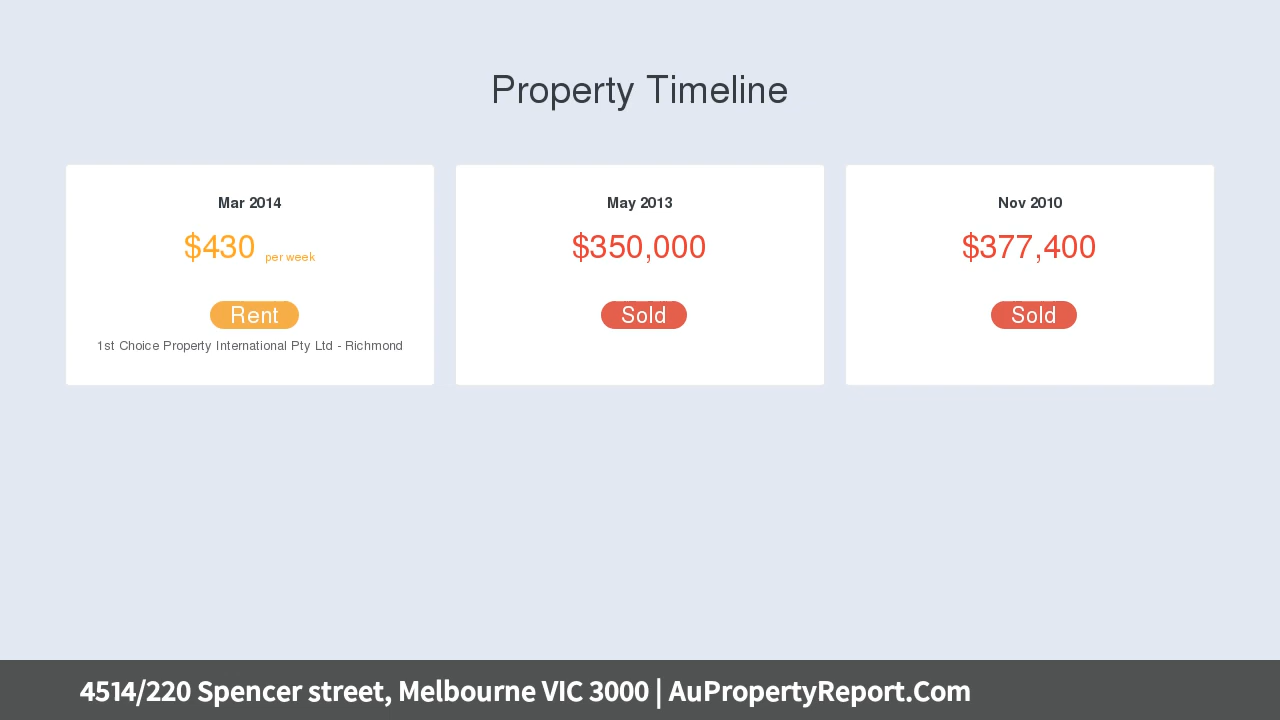 Property Timeline
Mar 2014
$430 per week
Rent
1st Choice Property International Pty Ltd - Richmond
May 2013
$350,000
Sold
Nov 2010
$377,400
Sold
4514/220 Spencer street, Melbourne VIC 3000 | AuPropertyReport.Com